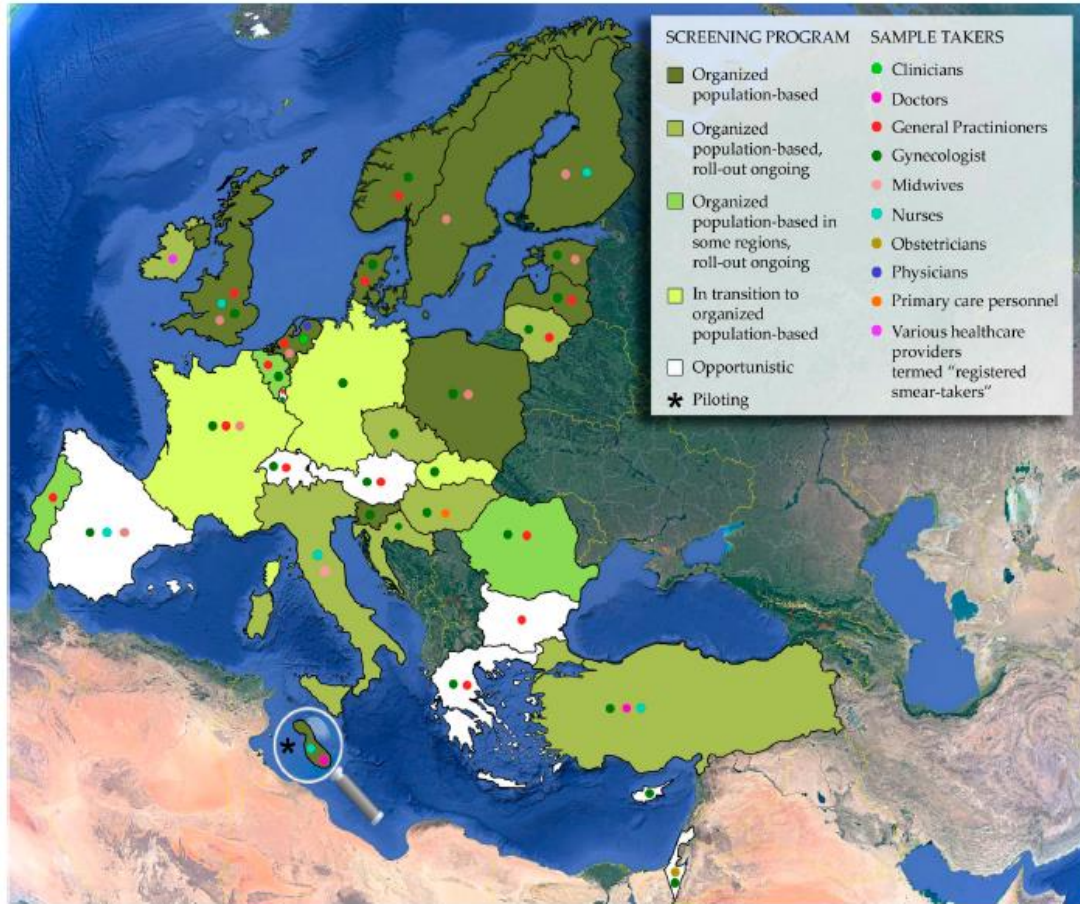 SCREENING PROGRAM
Organized
population-based
Organized
population-based,
roll-out ongoing
Organized
population-based in
some regions,
roll-out ongoing
In transition to
organized
population-based
Opportunistic
* Piloting
SAMPLE TAKERS
Clinicians
Doctors
General Practinioners
Gynecologist
Midwives
Nurses
Obstetricians
Physicians
Primary care personnel
Various healthcare
providers
termed “registered
smear-takers”
*